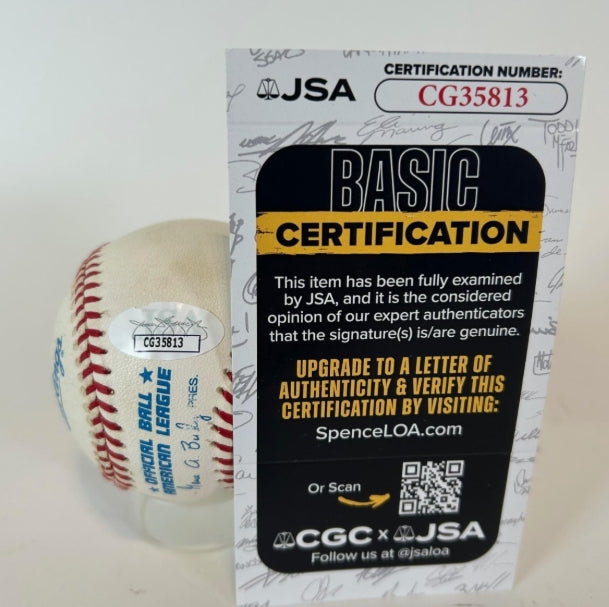 JSA
CERTIFICATION NUMBER:
CG35813
BASIC
CERTIFICATION
This item has been fully examined
by JSA, and it is the considered
opinion of our expert authenticators
that the signature(s) is/are genuine.
UPGRADE TO A LETTER OF
AUTHENTICITY & VERIFY THIS
CERTIFICATION BY VISITING:
SpenceLOA.com
Or Scan
CGC x JSA
Follow us at @jsaloa
CG35813
OFFICIAL BALL
AMERICAN LEAGUE
PRES.